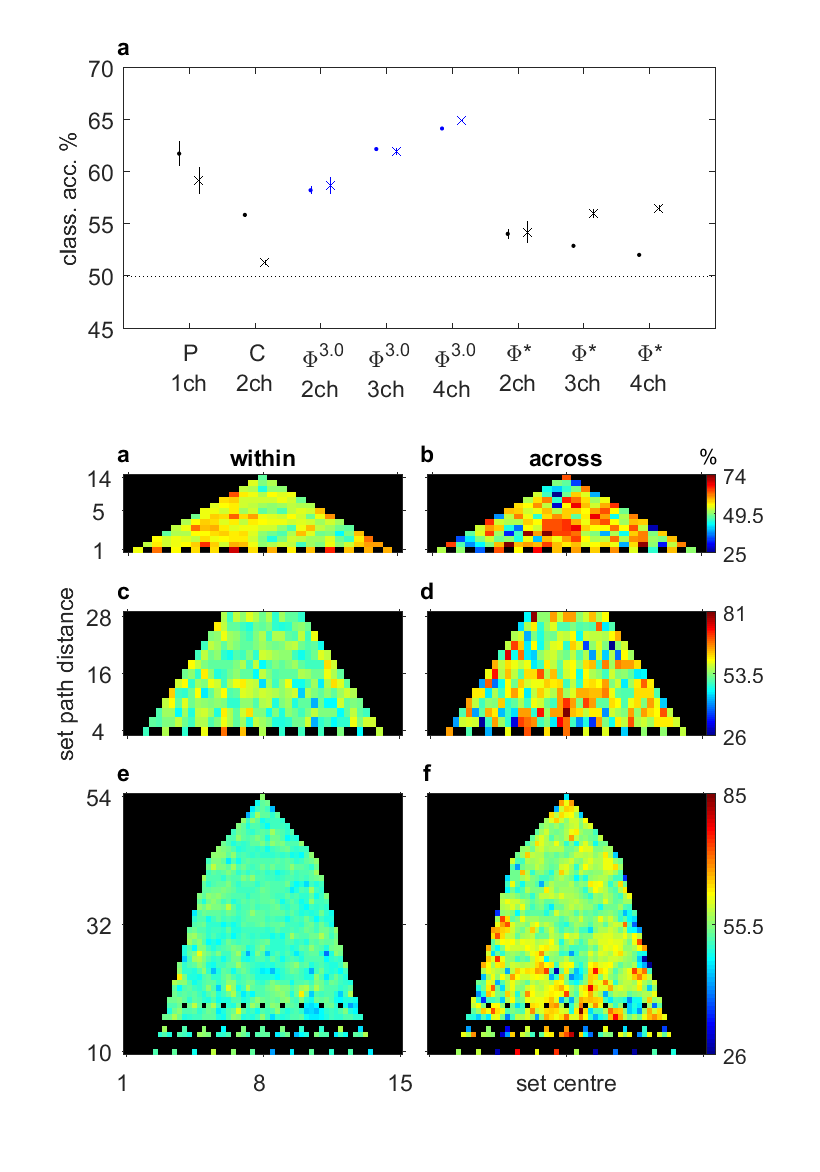 a
70
65
60
55
50
45
class. acc. %
P C Φ3.0 Φ3.0 Φ3.0 Φ* Φ* Φ*
1ch 2ch 2ch 3ch 4ch 2ch 3ch 4ch
a within b across %
14
5
1
74
49.5
25
c d
28
16
4
81
53.5
26
set path distance
e f
54
32
10
85
55.5
26
1 8 15 set centre